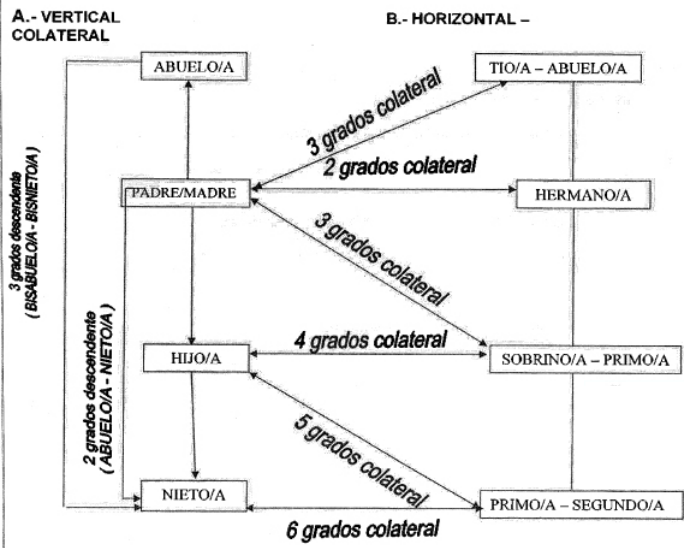 A.- VERTICAL
COLATERAL
B.- HORIZONTAL –
ABUELO/A
TIO/A – ABUELO/A
3 grados colateral
2 grados colateral
PADRE/MADRE
HERMANO/A
3 grados colateral
3 grados descendente
( BISABUELO/A - BISNIETO/A )
2 grados descendente
( ABUELO/A - NIETO/A )
4 grados colateral
HIJO/A
SOBRINO/A – PRIMO/A
5 grados colateral
NIETO/A
PRIMO/A – SEGUNDO/A
6 grados colateral